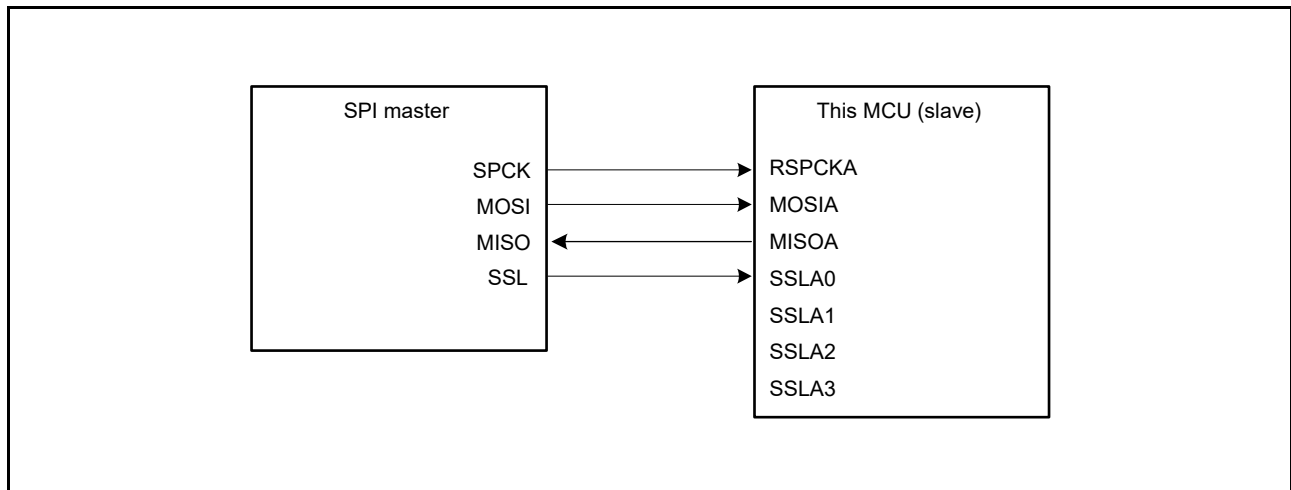 SPI master
SPCK
MOSI
MISO
SSL
This MCU (slave)
RSPCKA
MOSIA
MISOA
SSLA0
SSLA1
SSLA2
SSLA3